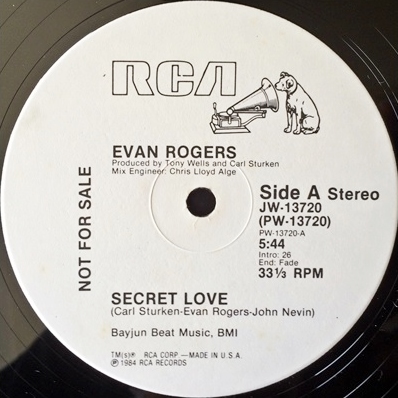 RCA
EVAN ROGERS
Produced by Tony Wells and Carl Sturken
Mix Engineer: Chris Lloyd Alge
NOT FOR SALE
Side A Stereo
JW-13720
(PW-13720)
PW-13720-A
5:44
Intro: 26
End: Fade
33⅓ RPM
SECRET LOVE
(Carl Sturken-Evan Rogers-John Nevin)
Bayjun Beat Music, BMI
TM(s)® RCA CORP.—MADE IN U.S.A.
Ⓟ1984 RCA RECORDS